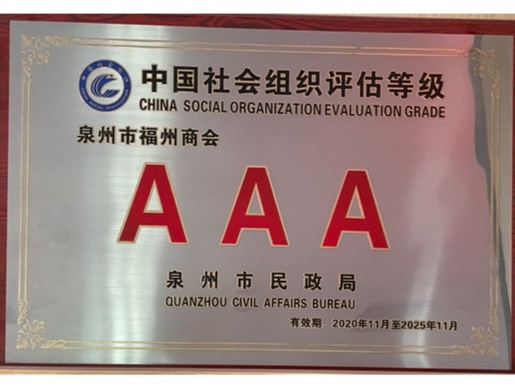 中国社会组织评估等级
CHINA SOCIAL ORGANIZATION EVALUATION GRADE
泉州市福州商会
AAA
泉州市民政局
QUANZHOU CIVIL AFFAIRS BUREAU
有效期：2020年11月至2025年11月